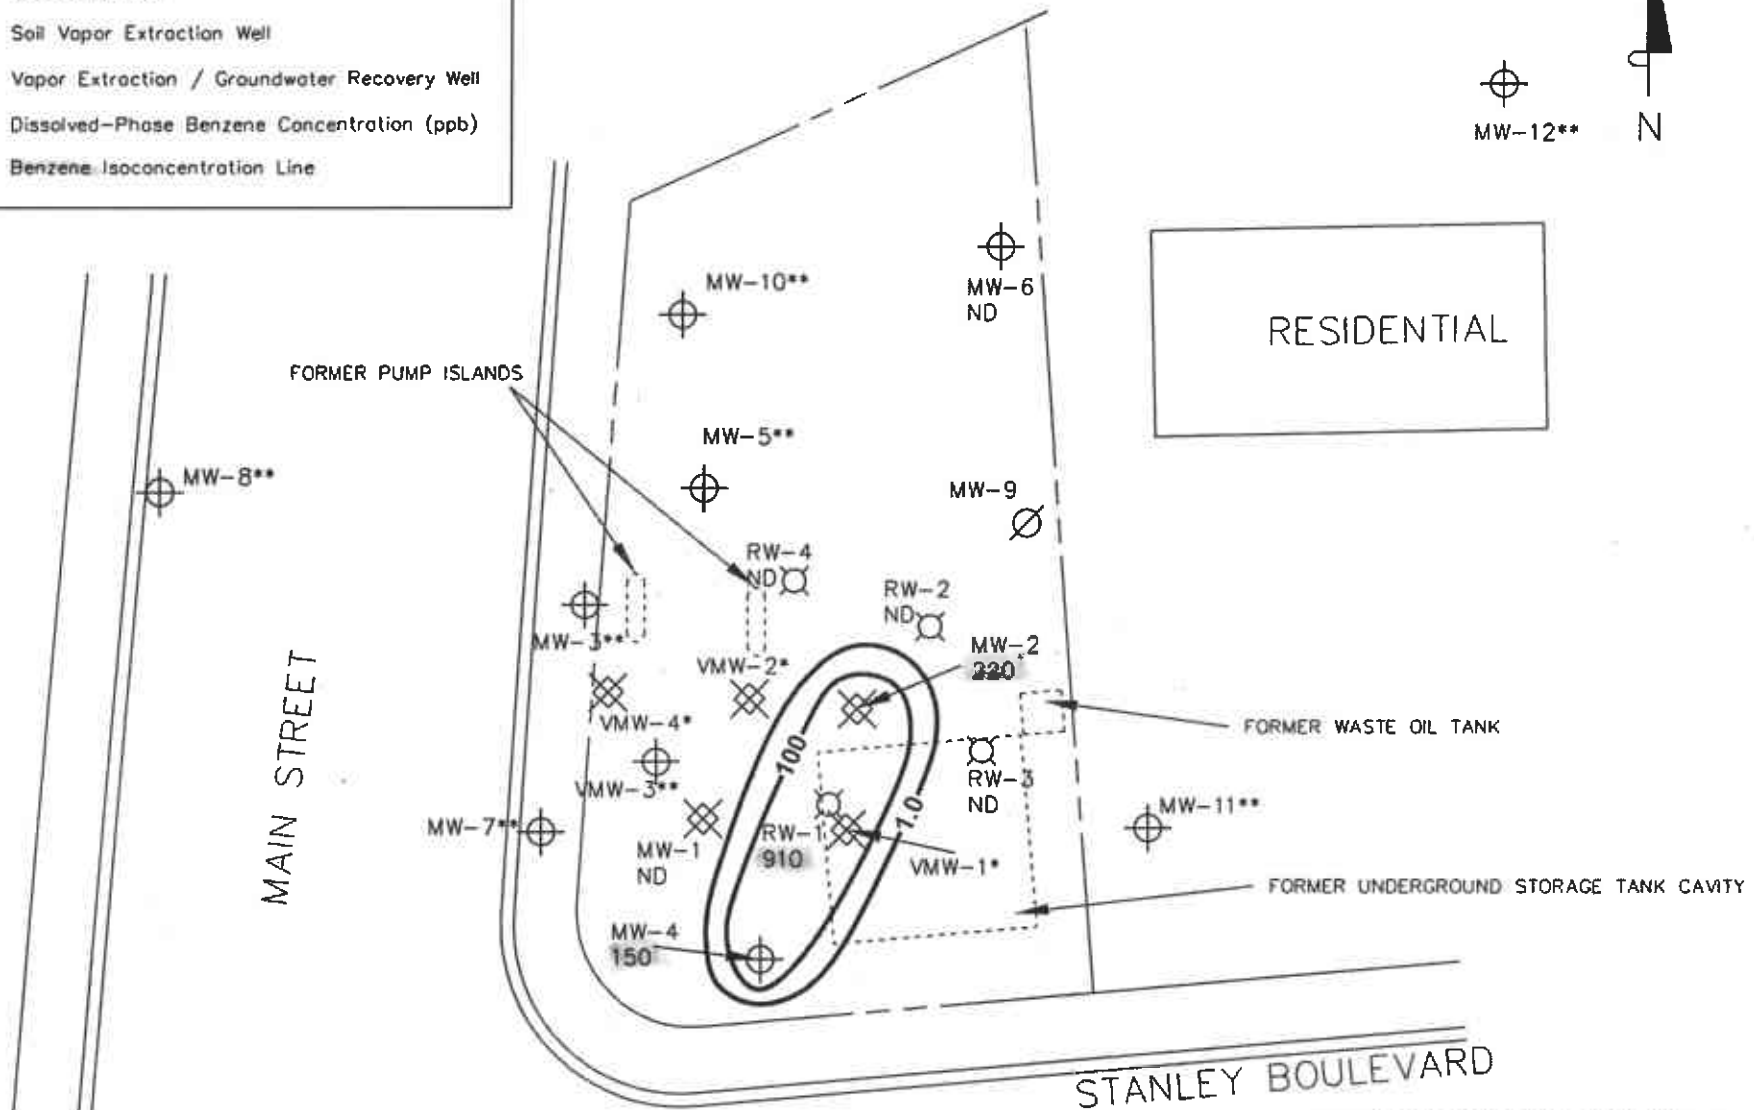 Soil Vapor Extraction Well
Vapor Extraction / Groundwater Recovery Well
Dissolved-Phase Benzene Concentration (ppb)
Benzene Isoconcentration Line
MW-12**
N
MW-6
ND
RESIDENTIAL
MW-10**
FORMER PUMP ISLANDS
MW-5**
MW-8**
MW-9
RW-4
ND
RW-2
ND
MW-3**
MW-2
220*
VMW-2*
VMW-4*
FORMER WASTE OIL TANK
100
MAIN STREET
VMW-3**
RW-3
ND
1.0
MW-11**
MW-7**
RW-1
910
MW-1
ND
VMW-1*
FORMER UNDERGROUND STORAGE TANK CAVITY
MW-4
150
STANLEY BOULEVARD